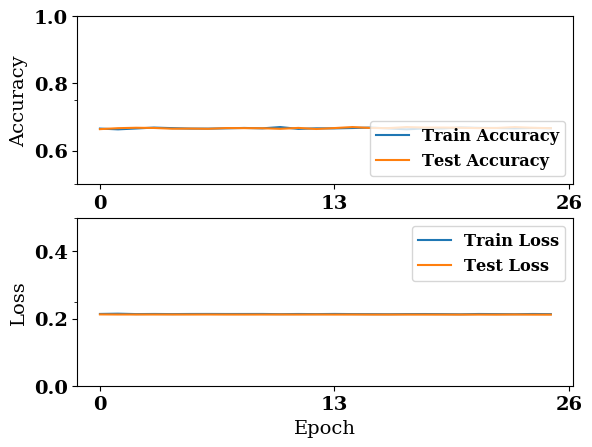 1.0
0.8
0.6
Accuracy
Train Accuracy
Test Accuracy
0 13 26
0.4
0.2
0.0
Loss
Train Loss
Test Loss
0 13 26
Epoch